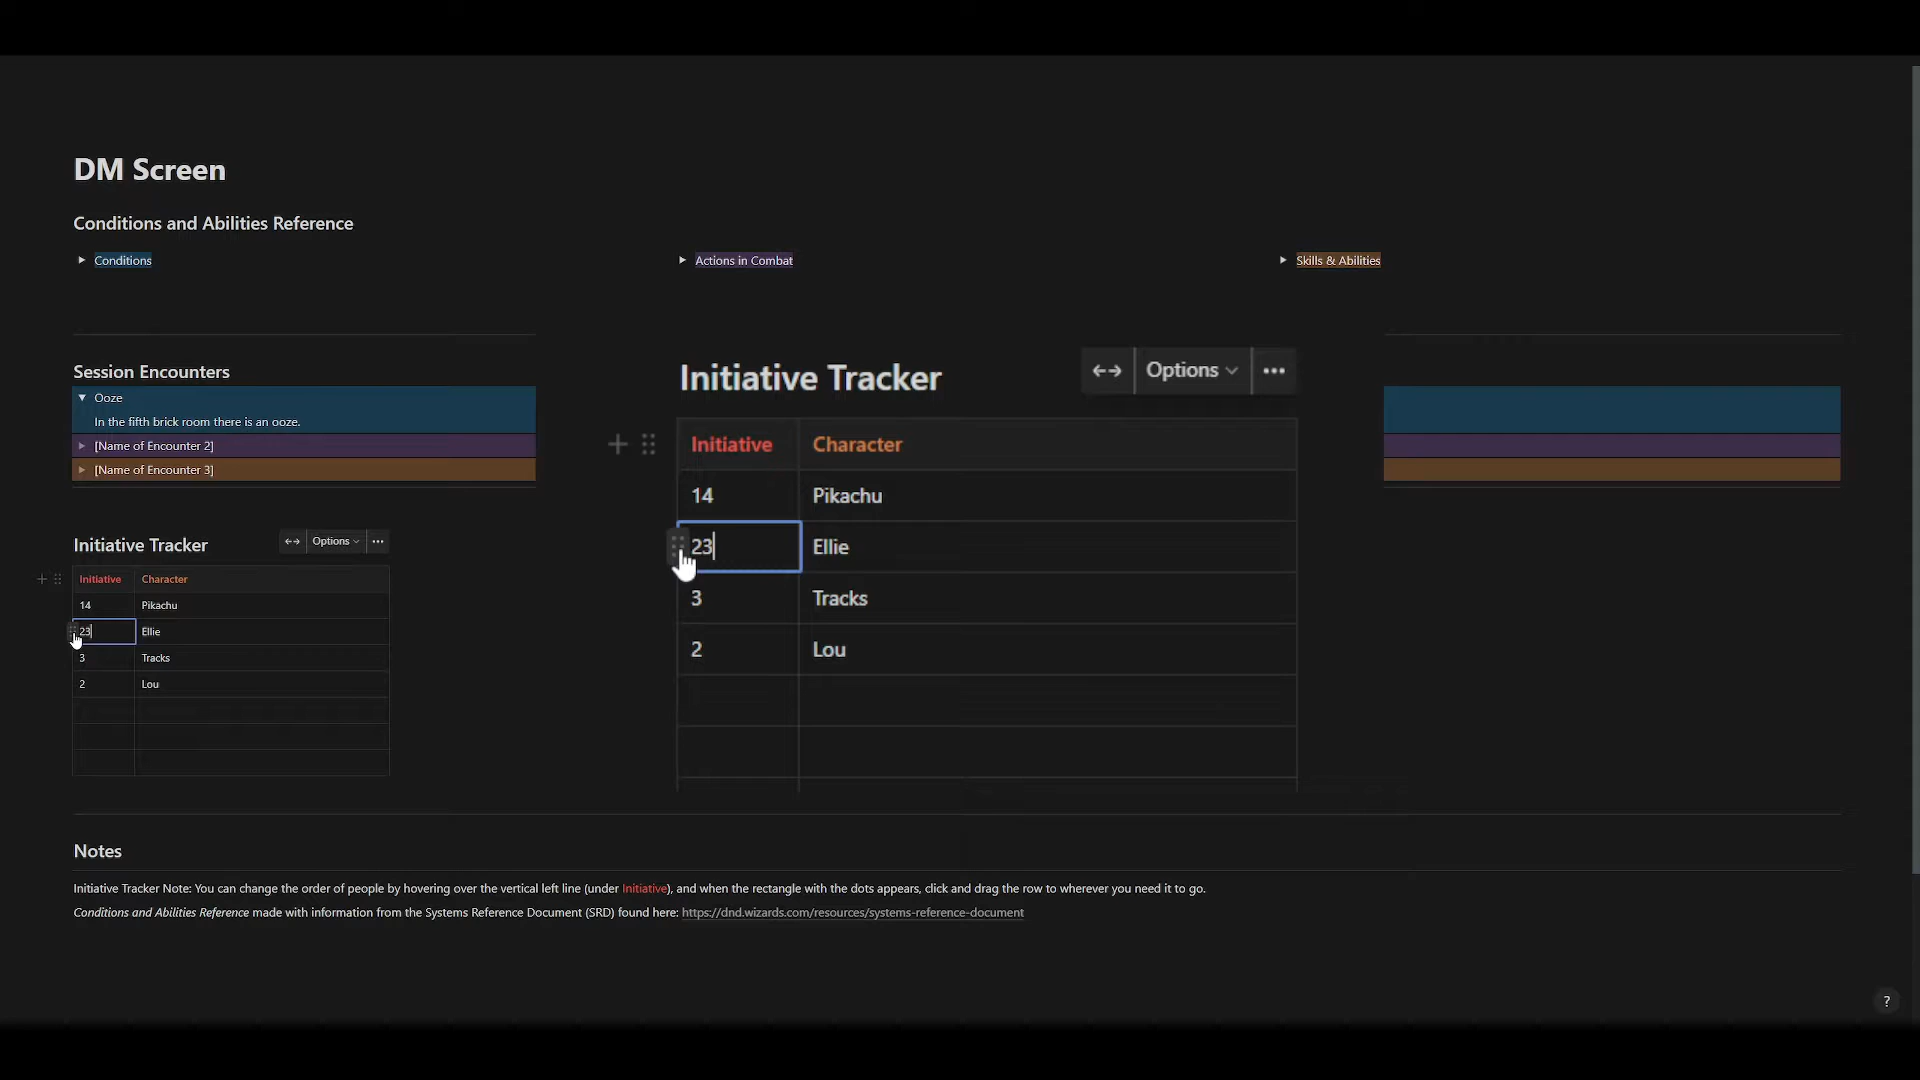 DM Screen
Conditions and Abilities Reference
Conditions
Actions in Combat
Skills & Abilities
Session Encounters
Ooze
In the fifth brick room there is an ooze.
[Name of Encounter 2]
[Name of Encounter 3]
Initiative Tracker
Options
Initiative Character
14 Pikachu
23 Ellie
3 Tracks
2 Lou
Initiative Tracker
Options
Initiative Character
14 Pikachu
23 Ellie
3 Tracks
2 Lou
Notes
Initiative Tracker Note: You can change the order of people by hovering over the vertical left line (under Initiative), and when the rectangle with the dots appears, click and drag the row to wherever you need it to go.
Conditions and Abilities Reference made with information from the Systems Reference Document (SRD) found here: https://dnd.wizards.com/resources/systems-reference-document
?